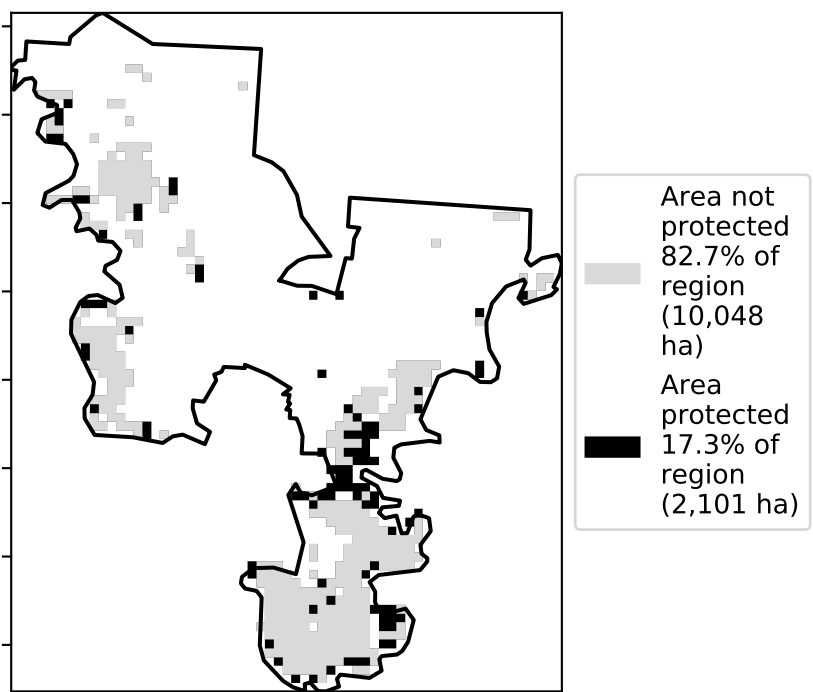 Area not
protected
82.7% of
region
(10,048
ha)
Area
protected
17.3% of
region
(2,101 ha)